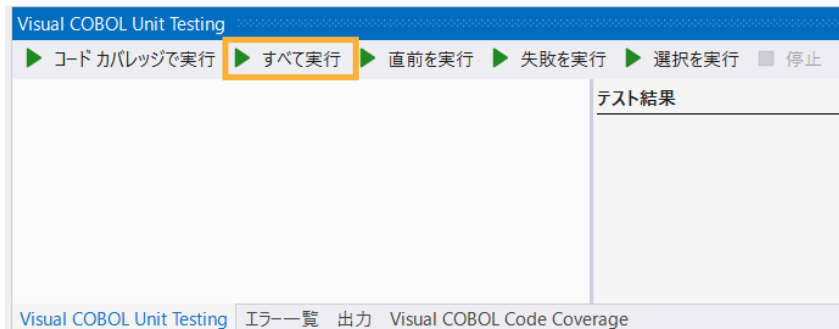 Visual COBOL Unit Testing
コード カバレッジで実行 すべて実行 直前を実行 失敗を実行 選択を実行 停止
テスト結果
Visual COBOL Unit Testing エラー一覧 出力 Visual COBOL Code Coverage